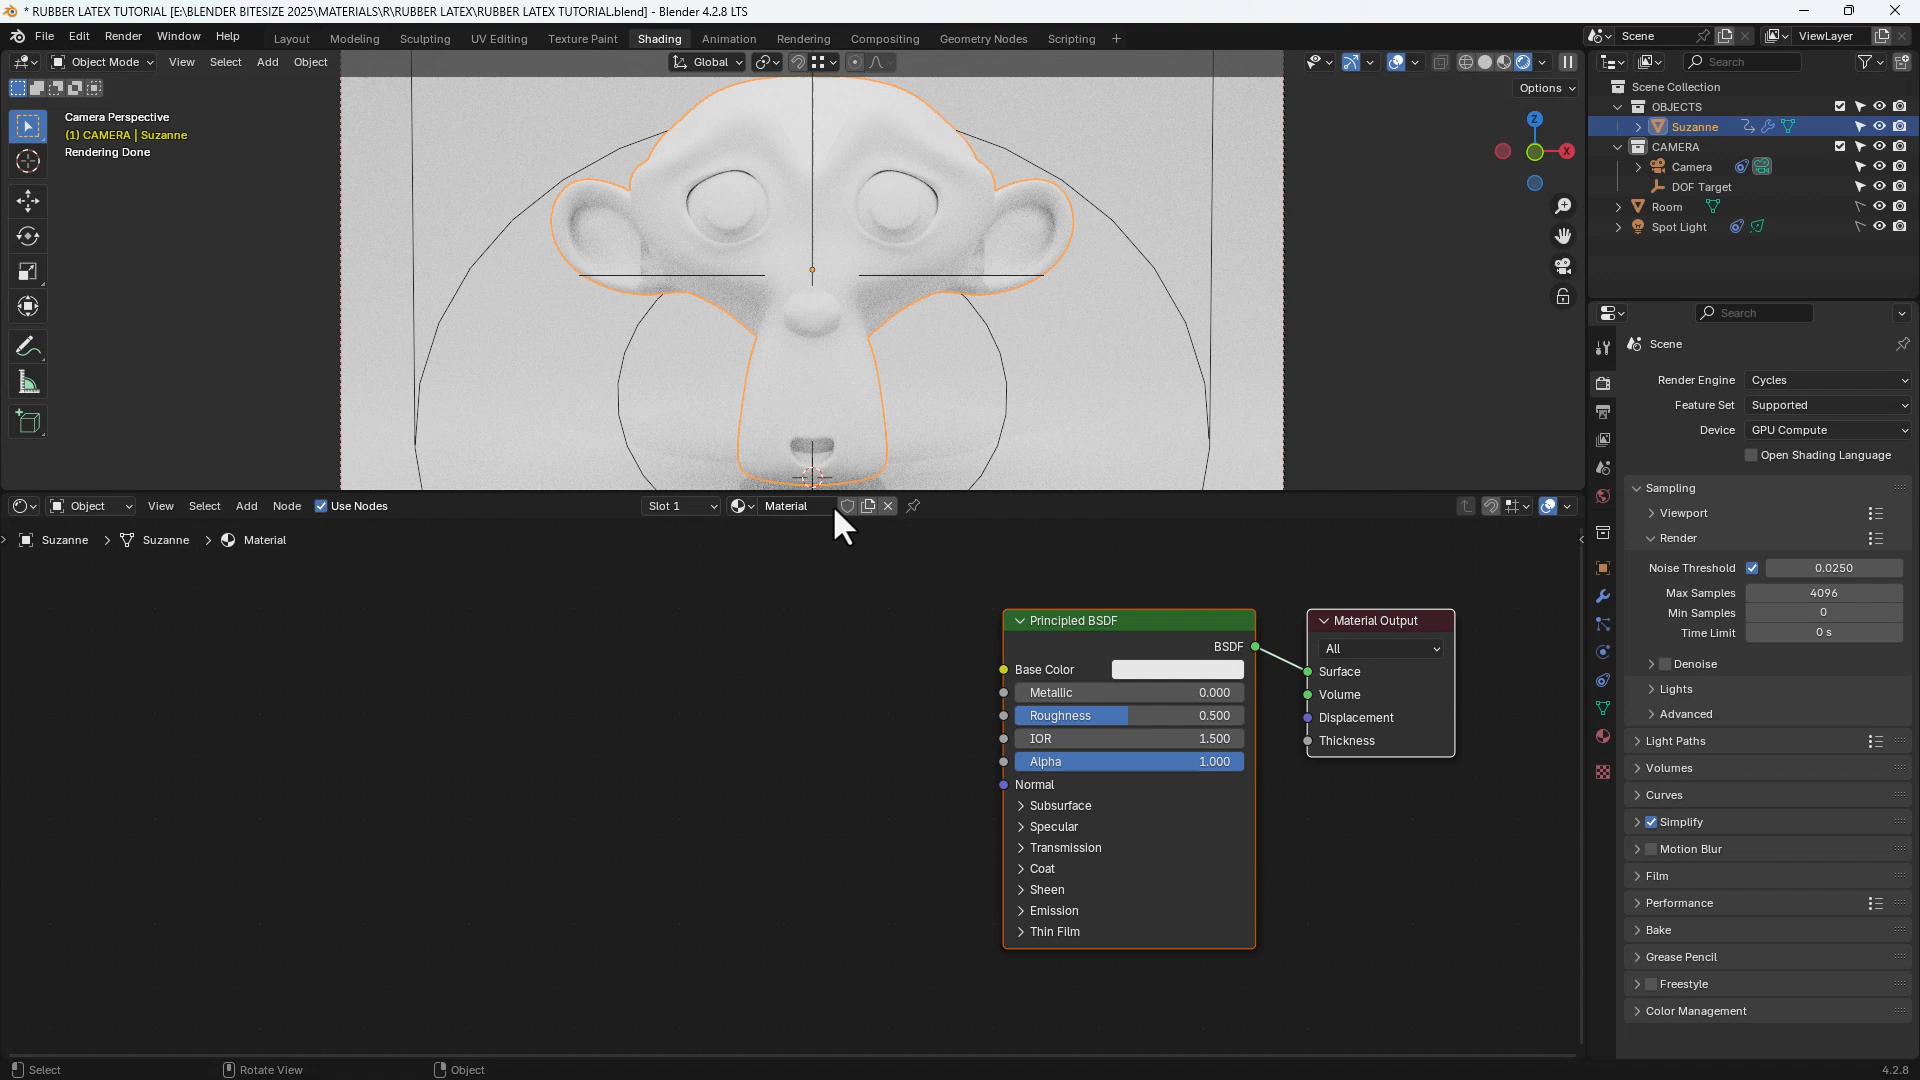 * RUBBER LATEX TUTORIAL [E:\BLENDER BITESIZE 2025\MATERIALS\R\RUBBER LATEX\RUBBER LATEX TUTORIAL.blend] - Blender 4.2.8 LTS
File Edit Render Window Help Layout Modeling Sculpting UV Editing Texture Paint Shading Animation Rendering Compositing Geometry Nodes Scripting + Scene ViewLayer
Object Mode View Select Add Object Global Search
Options
Camera Perspective
(1) CAMERA | Suzanne
Rendering Done
Z
X
Scene Collection
OBJECTS
Suzanne
CAMERA
Camera
DOF Target
Room
Spot Light
Search
Scene
Render Engine Cycles
Feature Set Supported
Device GPU Compute
Open Shading Language
Sampling
Viewport
Render
Noise Threshold 0.0250
Max Samples 4096
Min Samples 0
Time Limit 0 s
Denoise
Lights
Advanced
Light Paths
Volumes
Curves
Simplify
Motion Blur
Film
Performance
Bake
Grease Pencil
Freestyle
Color Management
Object View Select Add Node Use Nodes Slot 1 Material
Suzanne Suzanne Material
Principled BSDF
BSDF
Base Color
Metallic 0.000
Roughness 0.500
IOR 1.500
Alpha 1.000
Normal
Subsurface
Specular
Transmission
Coat
Sheen
Emission
Thin Film
Material Output
All
Surface
Volume
Displacement
Thickness
Select Rotate View Object 4.2.8